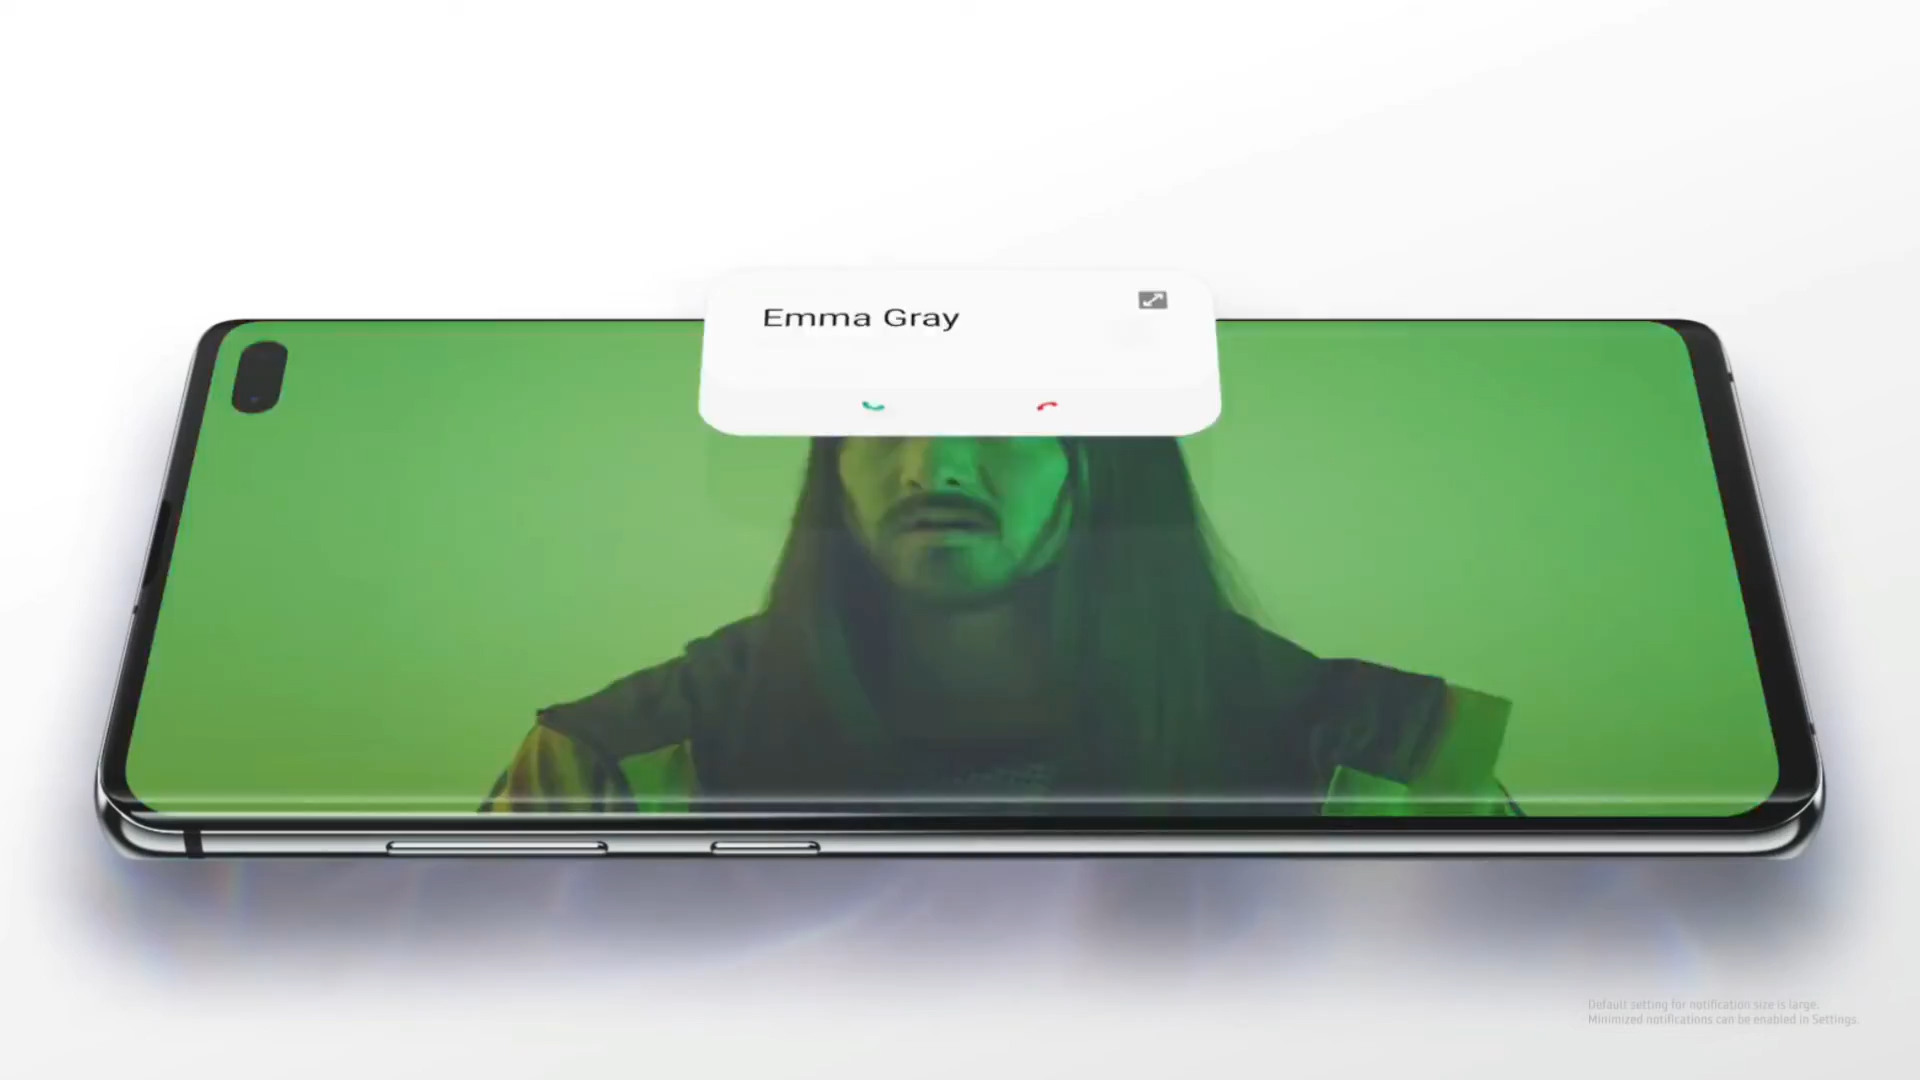 Emma Gray
Default setting for notification size is large.
Minimized notifications can be enabled in Settings.